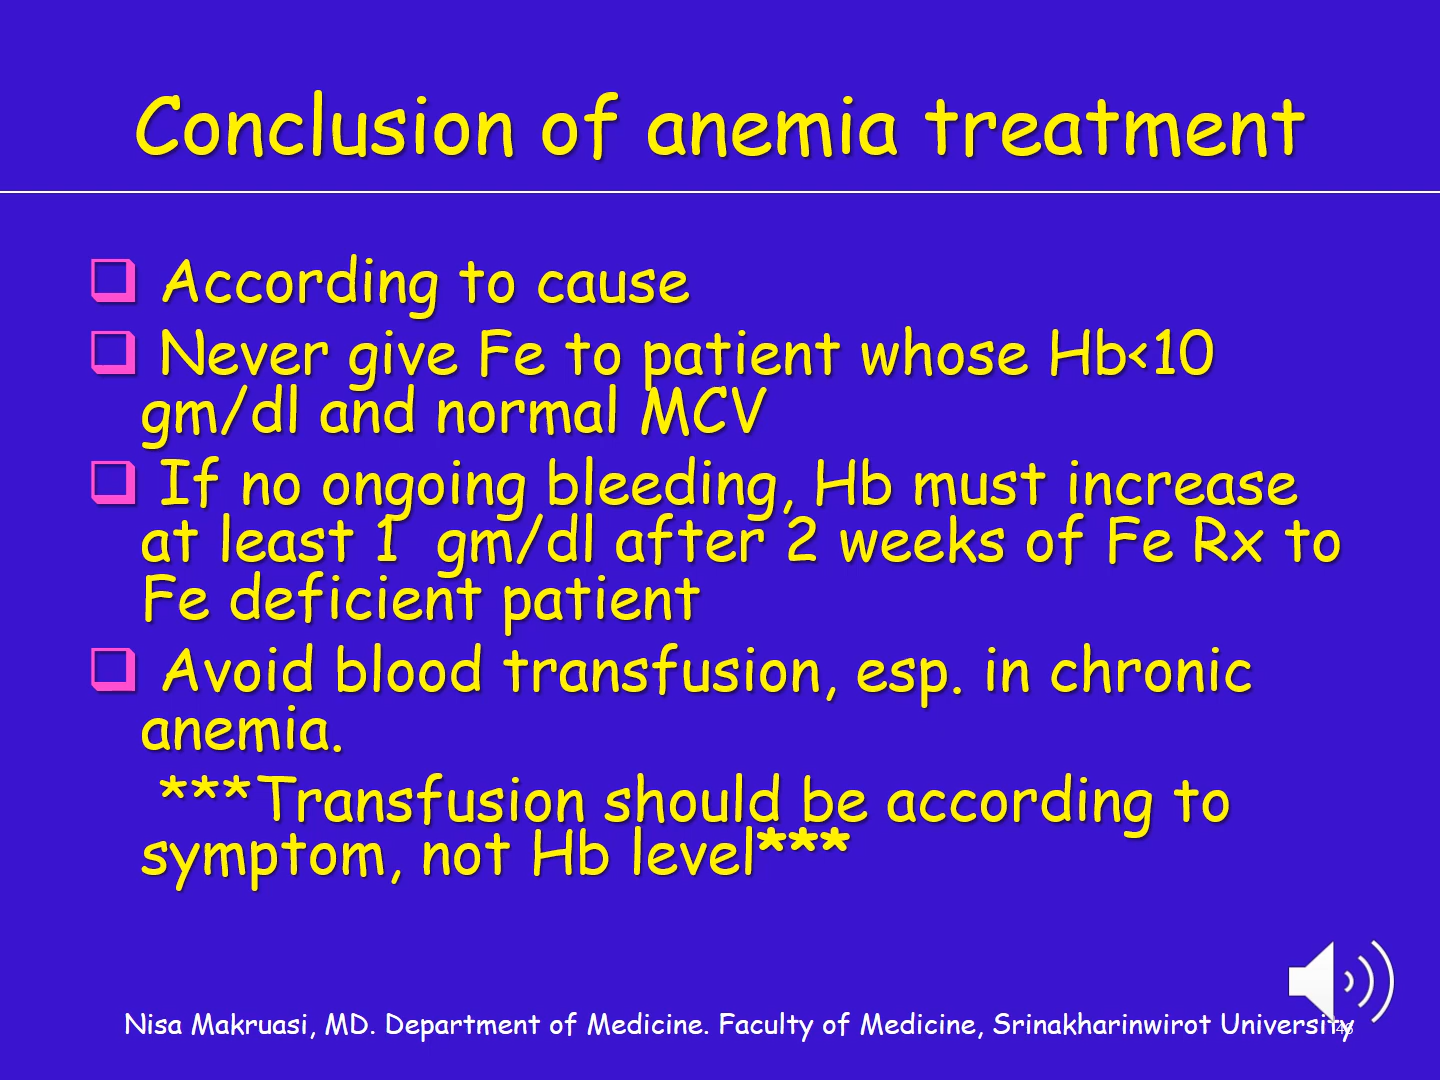 Conclusion of anemia treatment
According to cause
Never give Fe to patient whose Hb<10
gm/dl and normal MCV
If no ongoing bleeding, Hb must increase
at least 1  gm/dl after 2 weeks of Fe Rx to
Fe deficient patient
Avoid blood transfusion, esp. in chronic
anemia.
***Transfusion should be according to
symptom, not Hb level***
Nisa Makruasi, MD. Department of Medicine. Faculty of Medicine, Srinakharinwirot University